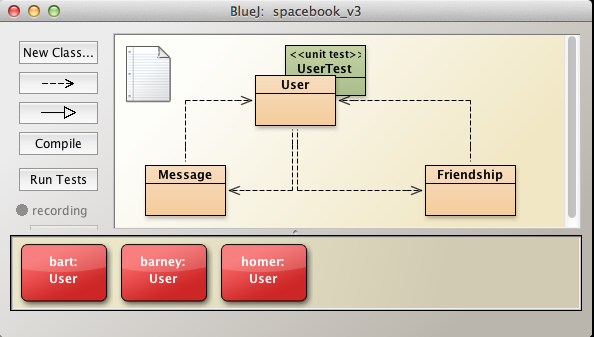 BlueJ: spacebook_v3
New Class...
Compile
Run Tests
recording
<<unit test>>
UserTest
User
Message
Friendship
bart:
User
barney:
User
homer:
User